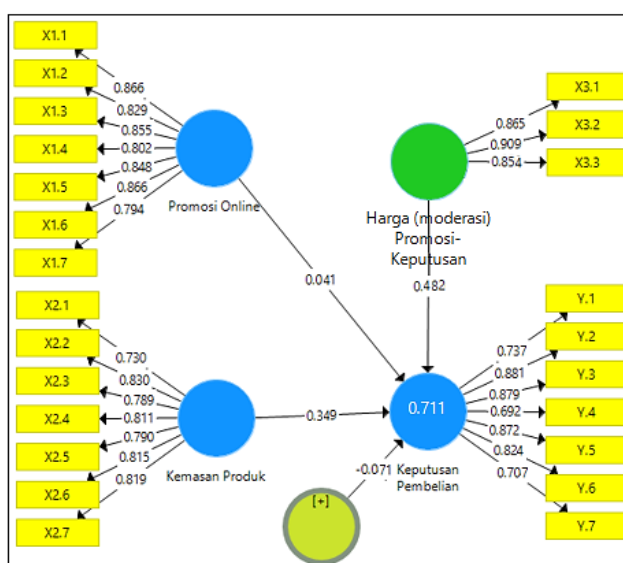 X1.1
X1.2
X1.3
X1.4
X1.5
X1.6
X1.7
0.866
0.829
0.855
0.802
0.848
0.866
0.794
Promosi Online
X3.1
X3.2
X3.3
0.865
0.909
0.854
Harga (moderasi)
Promosi-
Keputusan
0.041
0.482
X2.1
X2.2
X2.3
X2.4
X2.5
X2.6
X2.7
0.730
0.830
0.789
0.811
0.790
0.815
0.819
Kemasan Produk
0.349
0.711
-0.071
Keputusan
Pembelian
[+]
0.737
0.881
0.879
0.692
0.872
0.824
0.707
Y.1
Y.2
Y.3
Y.4
Y.5
Y.6
Y.7